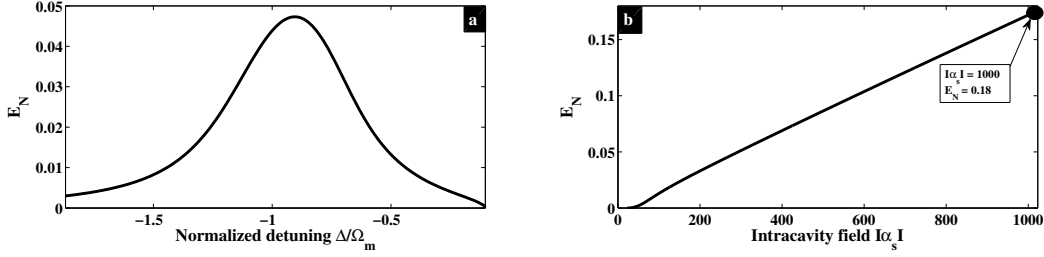 a
0.05
0.04
0.03
0.02
0.01
0
E_N
−1.5 −1 −0.5
Normalized detuning Δ/Ω_m
b
0.15
0.1
0.05
0
E_N
I α_s I = 1000
E_N = 0.18
0 200 400 600 800 1000
Intracavity field I α_s I